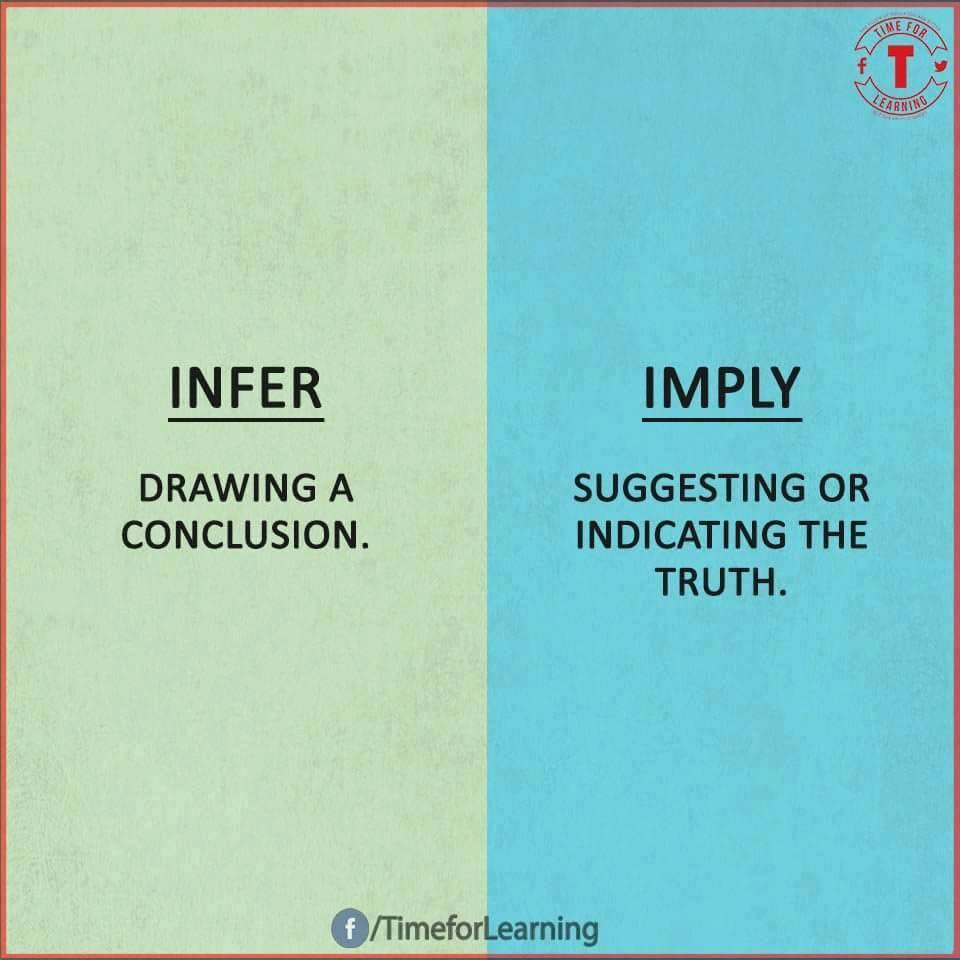 TIME FOR
T
LEARNING
INFER
DRAWING A
CONCLUSION.
IMPLY
SUGGESTING OR
INDICATING THE
TRUTH.
f/TimeforLearning